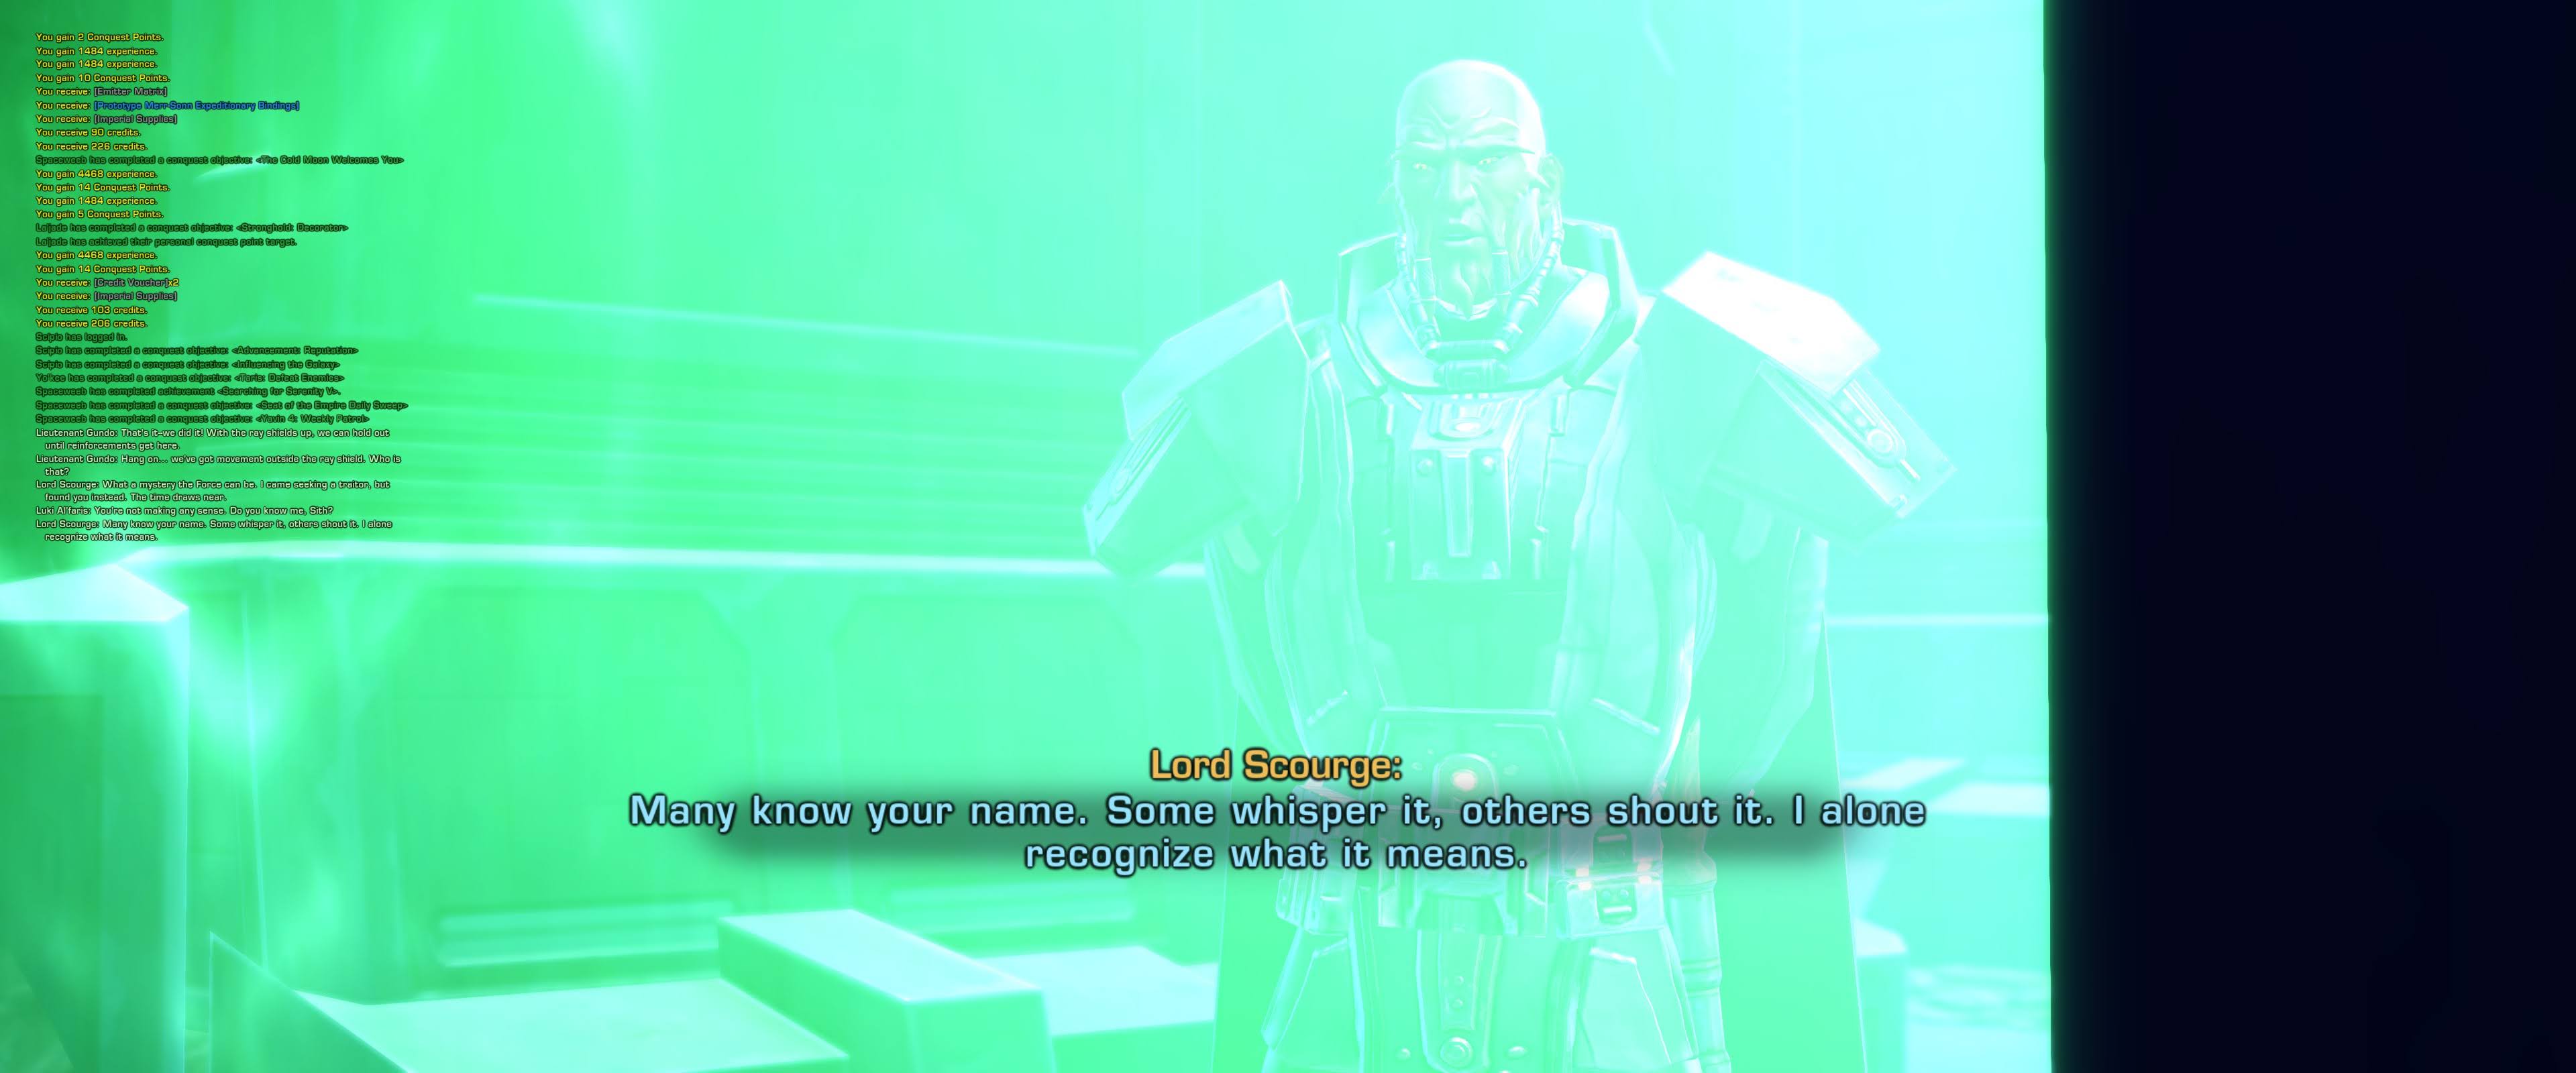 You gain 2 Conquest Points.
You gain 1484 experience.
You gain 1484 experience.
You gain 10 Conquest Points.
You receive: [Emitter Matrix]
You receive: [Prototype Merr-Sonn Expeditionary Bindings]
You receive: [Imperial Supplies]
You receive 90 credits.
You receive 226 credits.
Spaceweeb has completed a conquest objective: <The Cold Moon Welcomes You>
You gain 4468 experience.
You gain 14 Conquest Points.
You gain 1484 experience.
You gain 5 Conquest Points.
Lo'jade has completed a conquest objective: <Stronghold: Decorator>
Lo'jade has achieved their personal conquest point target.
You gain 4468 experience.
You gain 14 Conquest Points.
You receive: [Credit Voucher]x2
You receive: [Imperial Supplies]
You receive 103 credits.
You receive 206 credits.
has logged in.
has completed a conquest objective: <Advancement: Reputation>
has completed a conquest objective: <Influencing the Galaxy>
has completed a conquest objective: <Taris: Defeat Enemies>
Spaceweeb has completed achievement <Searching for Serenity V>.
Spaceweeb has completed a conquest objective: <Seat of the Empire Daily Sweep>
Spaceweeb has completed a conquest objective: <Yavin 4: Weekly Patrol>
Lieutenant Gundo: That's it–we did it! With the ray shields up, we can hold out
until reinforcements get here.
Lieutenant Gundo: Hang on... we've got movement outside the ray shield. Who is
that?
Lord Scourge: What a mystery the Force can be. I came seeking a traitor, but
found you instead. The time draws near.
Luki Al'faris: You're not making any sense. Do you know me, Sith?
Lord Scourge: Many know your name. Some whisper it, others shout it. I alone
recognize what it means.
Lord Scourge:
Many know your name. Some whisper it, others shout it. I alone
recognize what it means.